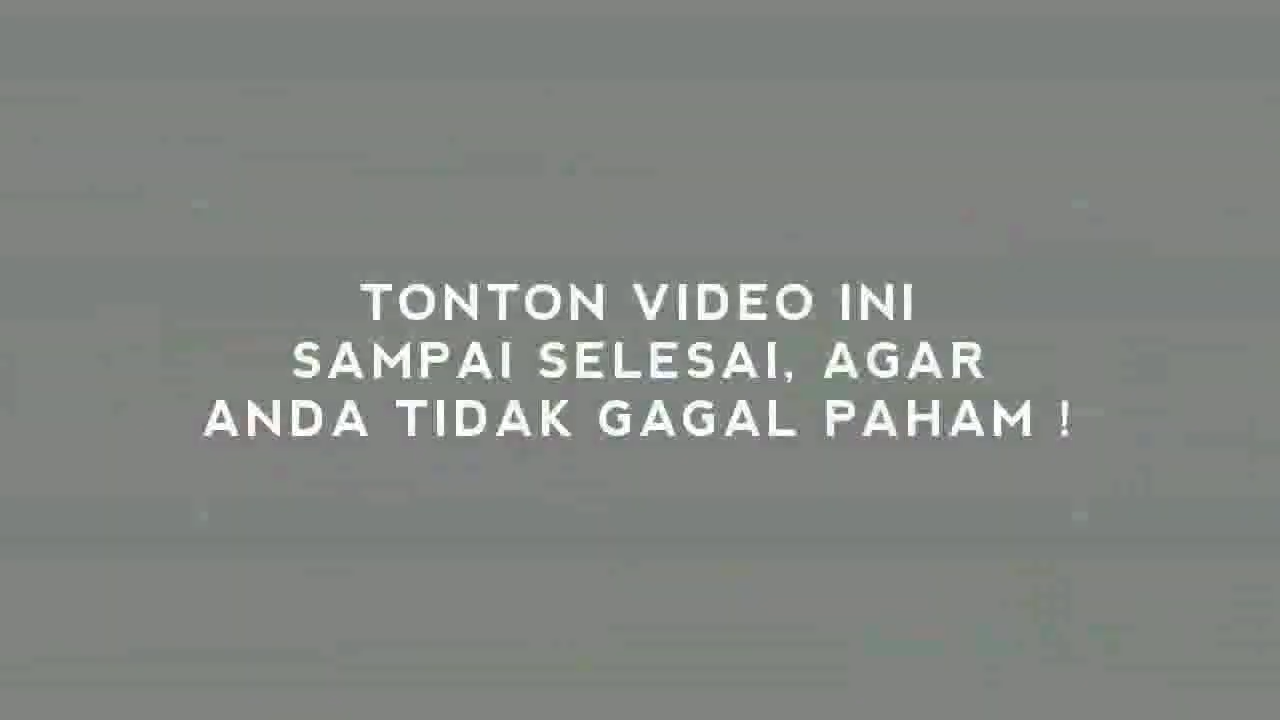 TONTON VIDEO INI
SAMPAI SELESAI, AGAR
ANDA TIDAK GAGAL PAHAM !